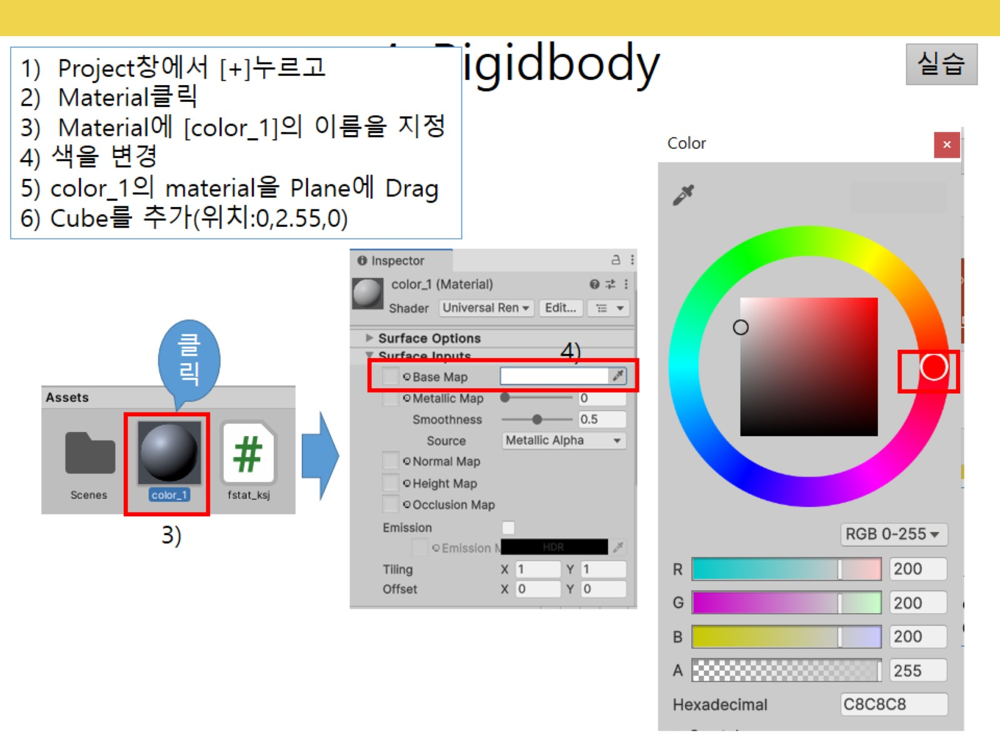 igidbody
실습
1) Project창에서 [+]누르고
2) Material클릭
3) Material에 [color_1]의 이름을 지정
4) 색을 변경
5) color_1의 material을 Plane에 Drag
6) Cube를 추가(위치:0,2.55,0)
클
릭
Assets
Scenes
color_1
fstat_ksj
3)
Inspector
color_1 (Material)
Shader
Universal Ren
Edit...
Surface Options
Surface Inputs
4)
Base Map
Metallic Map
0
Smoothness
0.5
Source
Metallic Alpha
Normal Map
Height Map
Occlusion Map
Emission
Emission M
HDR
Tiling X 1 Y 1
Offset X 0 Y 0
Color
x
RGB 0-255
R 200
G 200
B 200
A 255
Hexadecimal C8C8C8